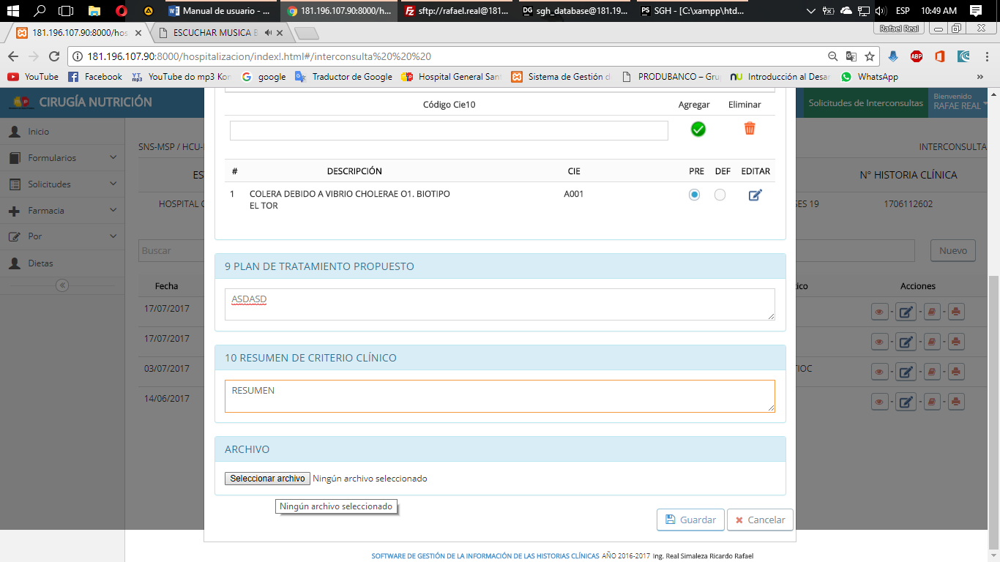 Manual de usuario - ...
181.196.107.90:8000/h...
sftp://rafael.real@181...
DG sgh_database@181.19...
PS SGH - [C:\xampp\htd...
ESP
10:49 AM
181.196.107.90:8000/hos
ESCUCHAR MUSICA B
Rafael Real
181.196.107.90:8000/hospitalizacion/index!.html#/interconsulta%20%20%20
ABP
YouTube
Facebook
YT mp3 YouTube do mp3 Kon
google
Traductor de Google
Hospital General San
Sistema de Gestión d
PRODUBANCO – Gru
Introducción al Desar
WhatsApp
»
CIRUGÍA NUTRICIÓN
Solicitudes de Interconsultas
Bienvenido
RAFAE REAL
Inicio
Formularios
Solicitudes
Farmacia
Por
Dietas
SNS-MSP / HCU-
INTERCONSULTA
ES
N° HISTORIA CLÍNICA
HOSPITAL
ES 19
1706112602
Buscar
Nuevo
Fecha
ico
Acciones
17/07/2017
17/07/2017
03/07/2017
TIOC
14/06/2017
Código Cie10
Agregar
Eliminar
# DESCRIPCIÓN CIE PRE DEF EDITAR
1 COLERA DEBIDO A VIBRIO CHOLERAE O1. BIOTIPO A001
EL TOR
9 PLAN DE TRATAMIENTO PROPUESTO
ASDASD
10 RESUMEN DE CRITERIO CLÍNICO
RESUMEN
ARCHIVO
Seleccionar archivo Ningún archivo seleccionado
Ningún archivo seleccionado
Guardar
Cancelar
SOFTWARE DE GESTIÓN DE LA INFORMACIÓN DE LAS HISTORIAS CLÍNICAS AÑO 2016-2017 Ing. Real Simaleza Ricardo Rafael